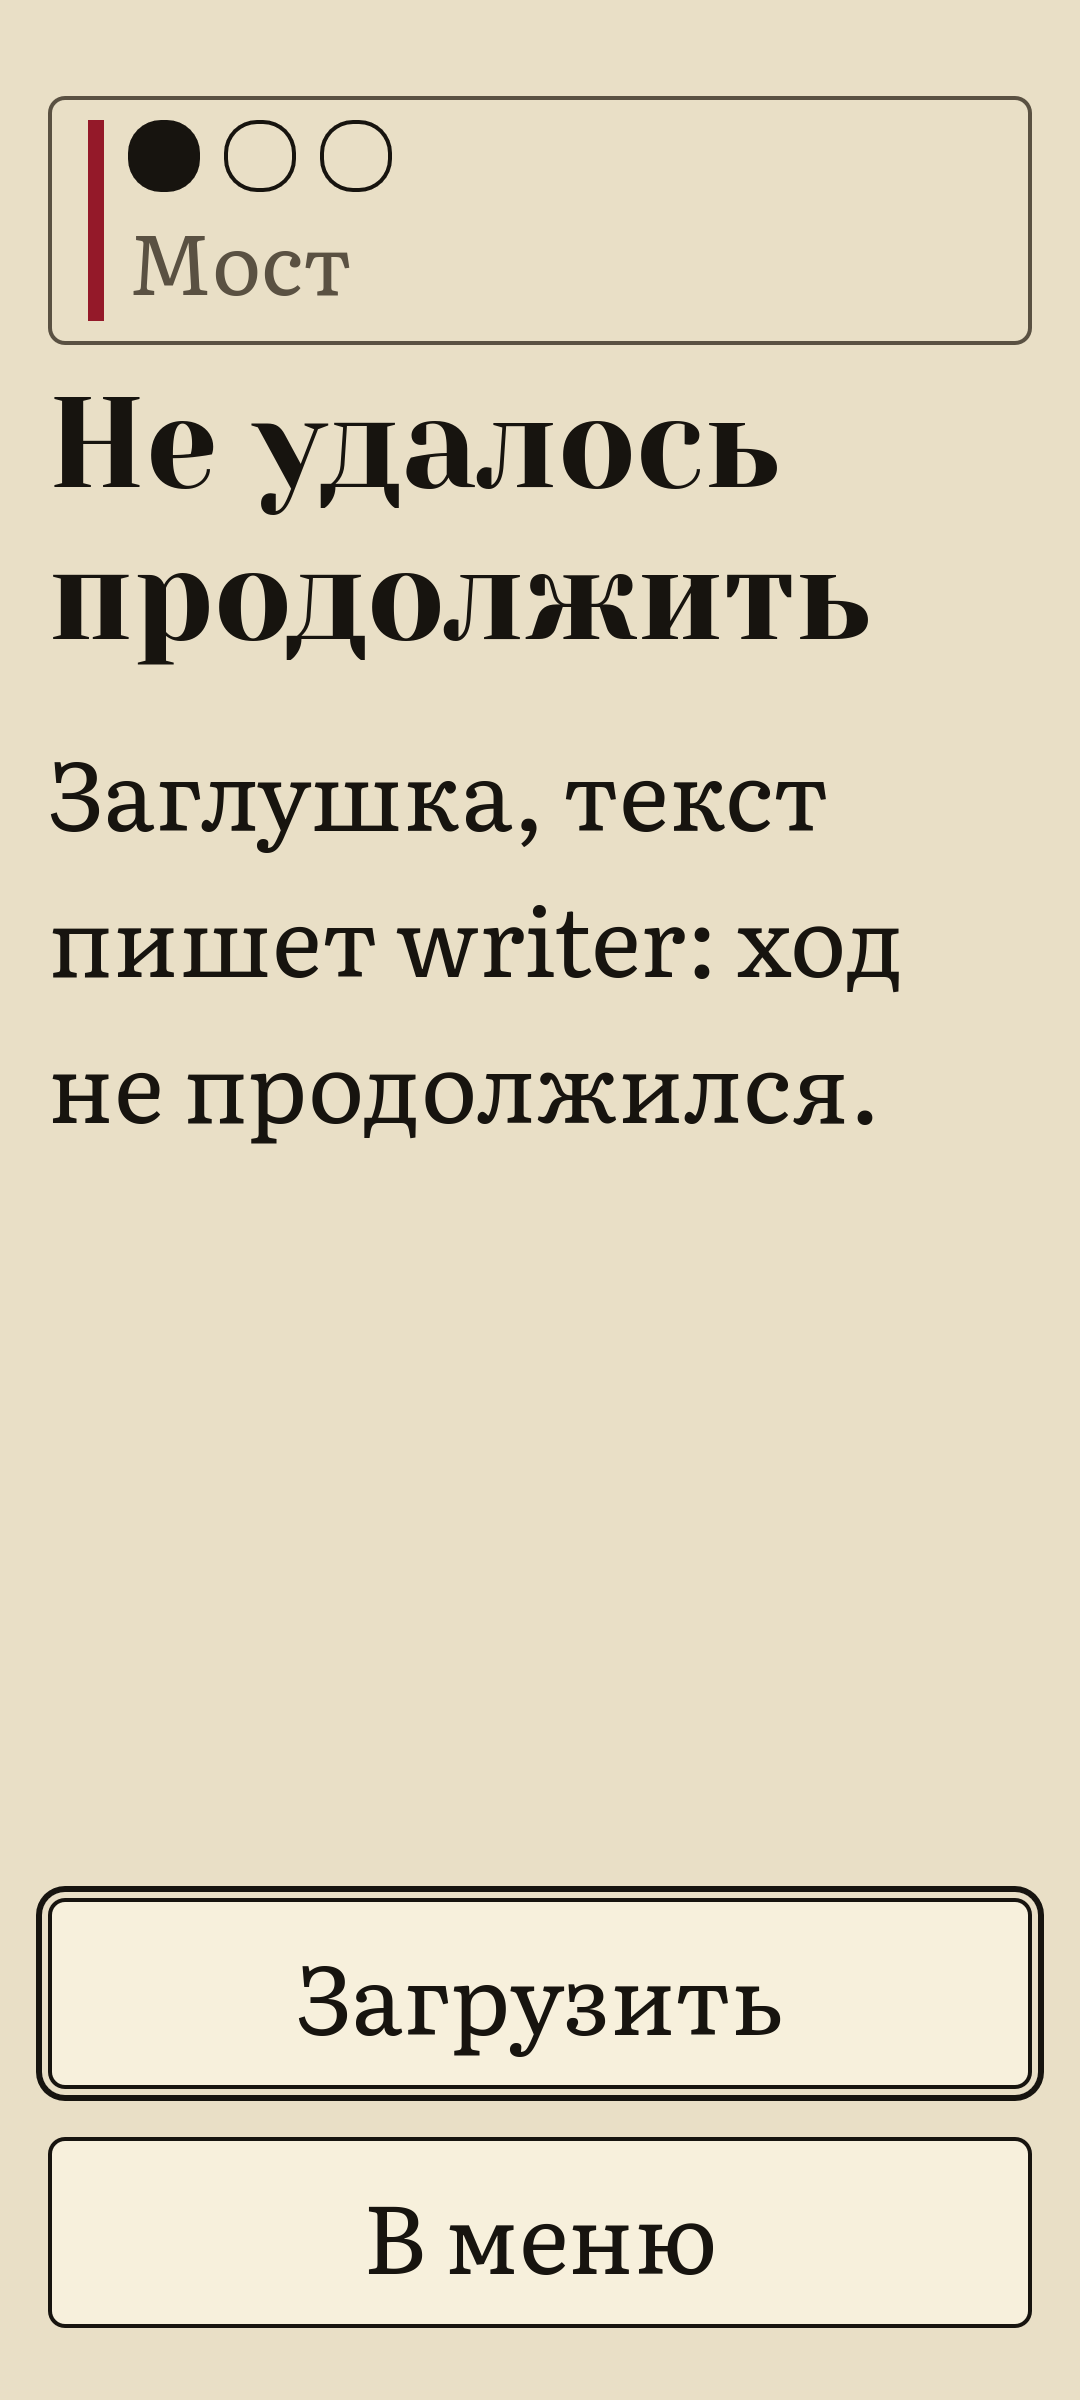 Мост
Не удалось
продолжить
Заглушка, текст
пишет writer: ход
не продолжился.
Загрузить
В меню